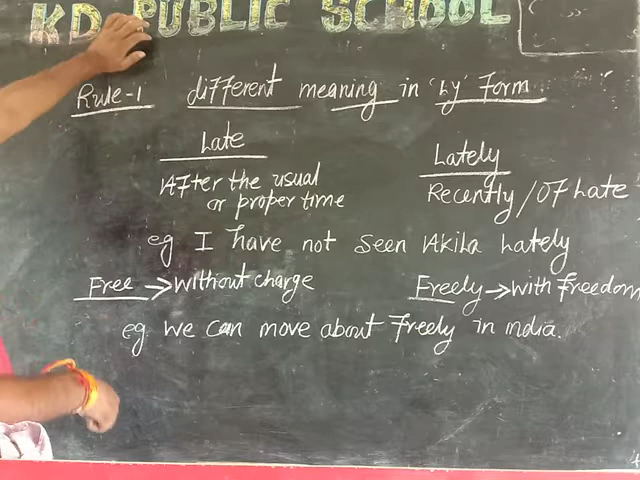 KD PUBLIC SCHOOL
Rule-1 different meaning in 'ly' Form
Late
After the usual
or proper time
Lately
Recently / OF Late
eg I have not seen Akila Lately
Free → without charge
Freely → with freedom
eg we can move about Freely in india.